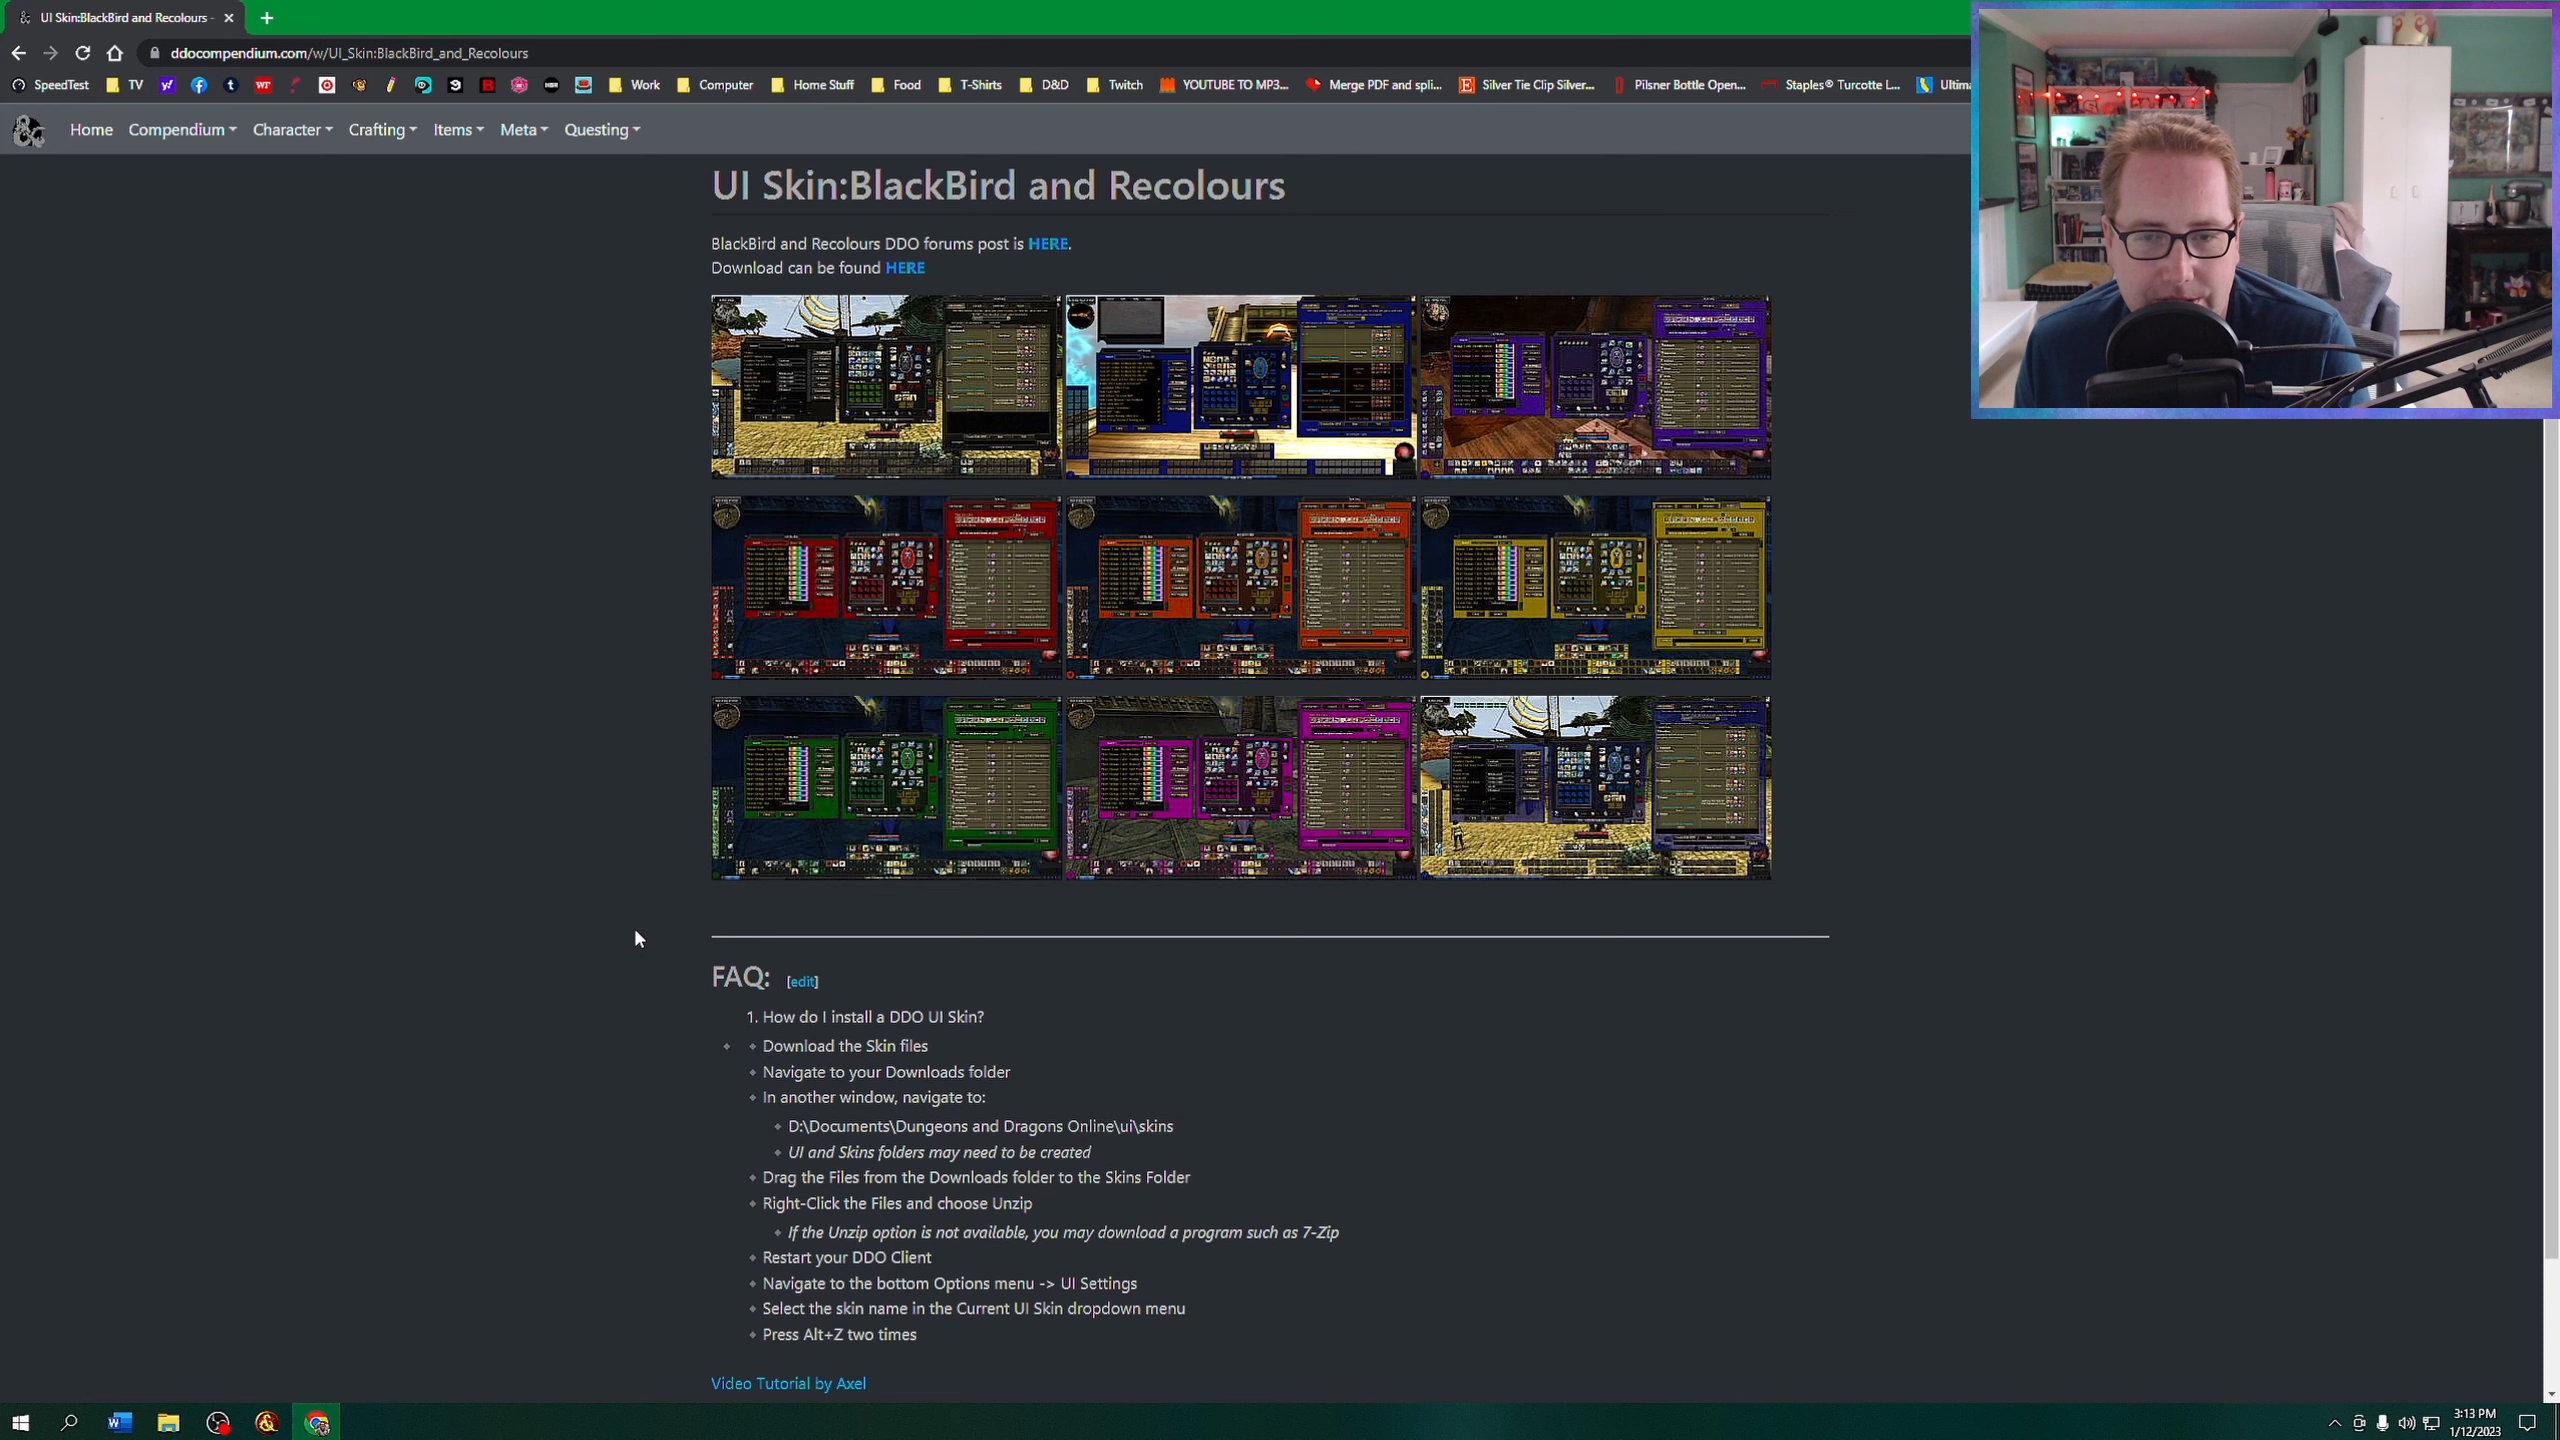 UI Skin:BlackBird and Recolours -
ddocompendium.com/w/UI_Skin:BlackBird_and_Recolours
SpeedTest TV Work Computer Home Stuff Food T-Shirts D&D Twitch YOUTUBE TO MP3... Merge PDF and spli... Silver Tie Clip Silver... Pilsner Bottle Open... Staples® Turcotte L... Ultima
Home Compendium Character Crafting Items Meta Questing
UI Skin:BlackBird and Recolours
BlackBird and Recolours DDO forums post is HERE.
Download can be found HERE
FAQ: [edit]
1. How do I install a DDO UI Skin?
Download the Skin files
Navigate to your Downloads folder
In another window, navigate to:
D:\Documents\Dungeons and Dragons Online\ui\skins
UI and Skins folders may need to be created
Drag the Files from the Downloads folder to the Skins Folder
Right-Click the Files and choose Unzip
If the Unzip option is not available, you may download a program such as 7-Zip
Restart your DDO Client
Navigate to the bottom Options menu -> UI Settings
Select the skin name in the Current UI Skin dropdown menu
Press Alt+Z two times
Video Tutorial by Axel
3:13 PM
1/12/2023